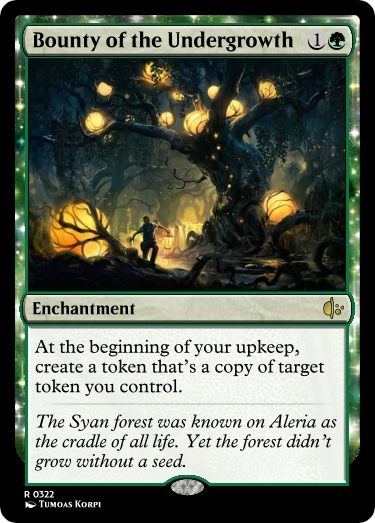 Bounty of the Undergrowth 1
Enchantment
At the beginning of your upkeep,
create a token that's a copy of target
token you control.
The Syan forest was known on Aleria as
the cradle of all life. Yet the forest didn't
grow without a seed.
R 0322
Tumoas Korpi